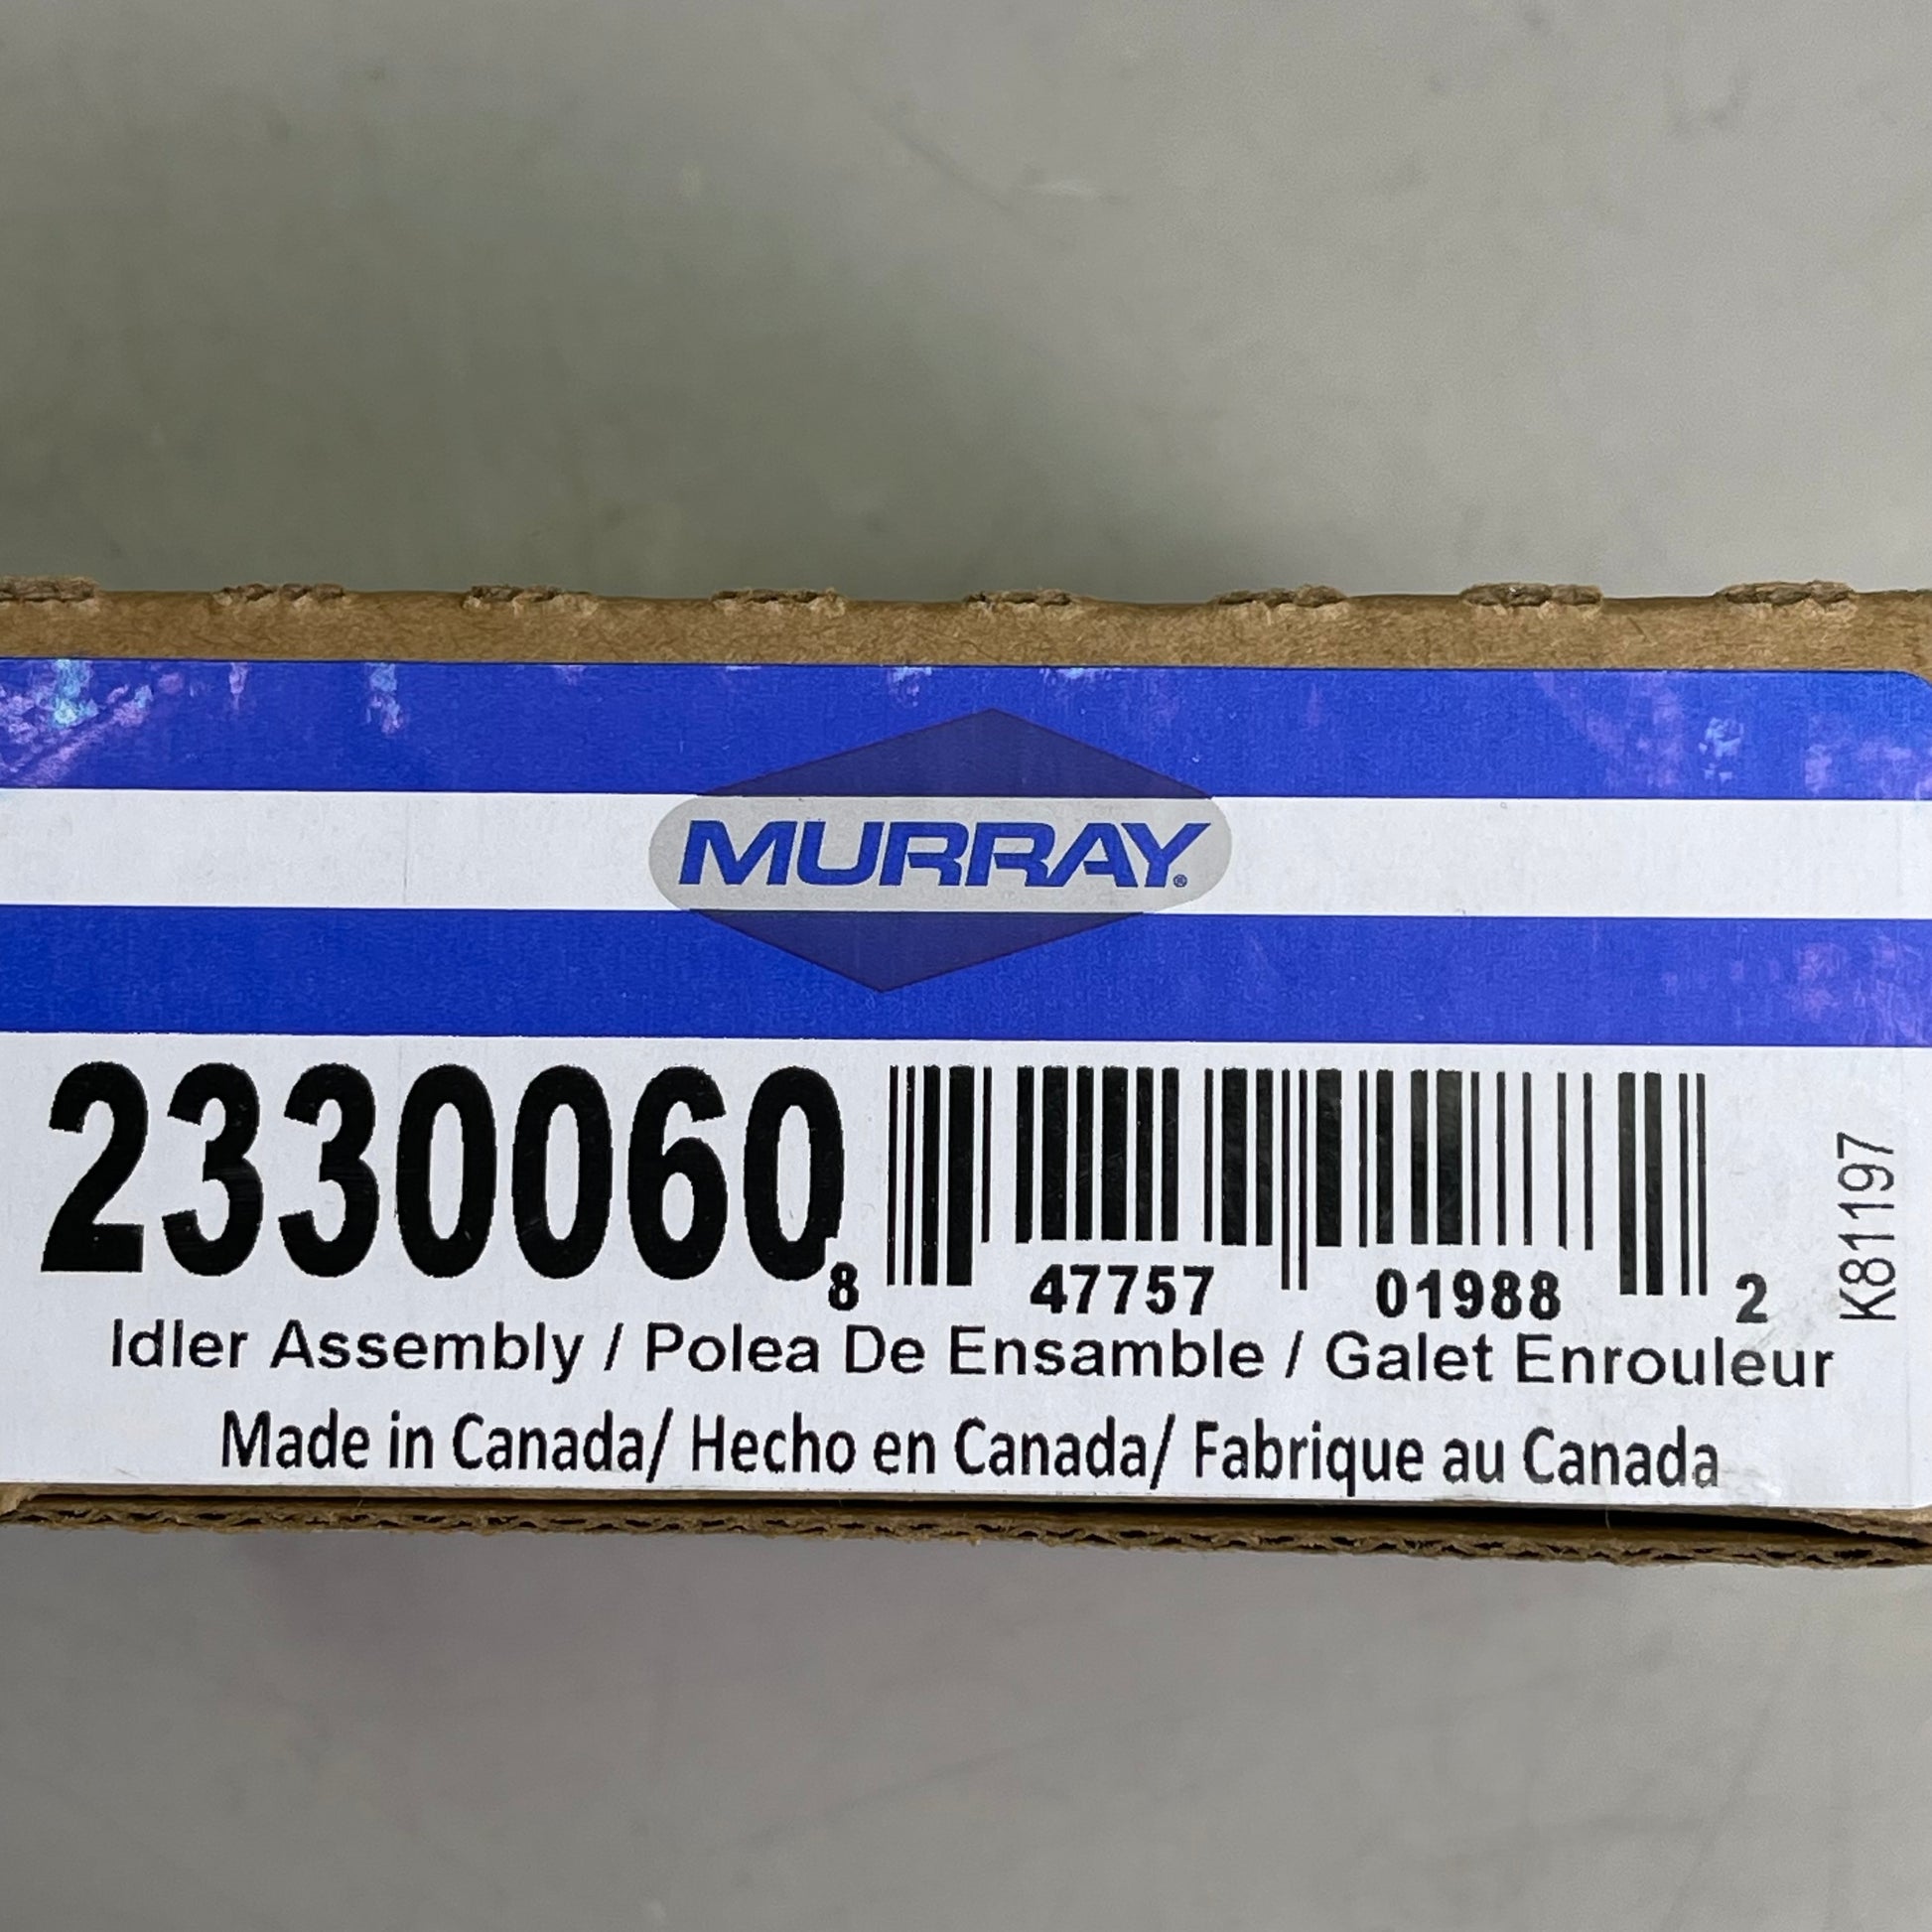 MURRAY®
2330060
8 47757 01988 2
K81197
Idler Assembly / Polea De Ensamble / Galet Enrouleur
Made in Canada/ Hecho en Canada/ Fabrique au Canada